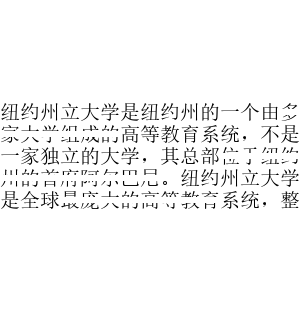 纽约州立大学是纽约州的一个由多
家大学组成的高等教育系统，不是
一家独立的大学，其总部位于纽约
州的首府阿尔巴尼。纽约州立大学
是全球最庞大的高等教育系统，整